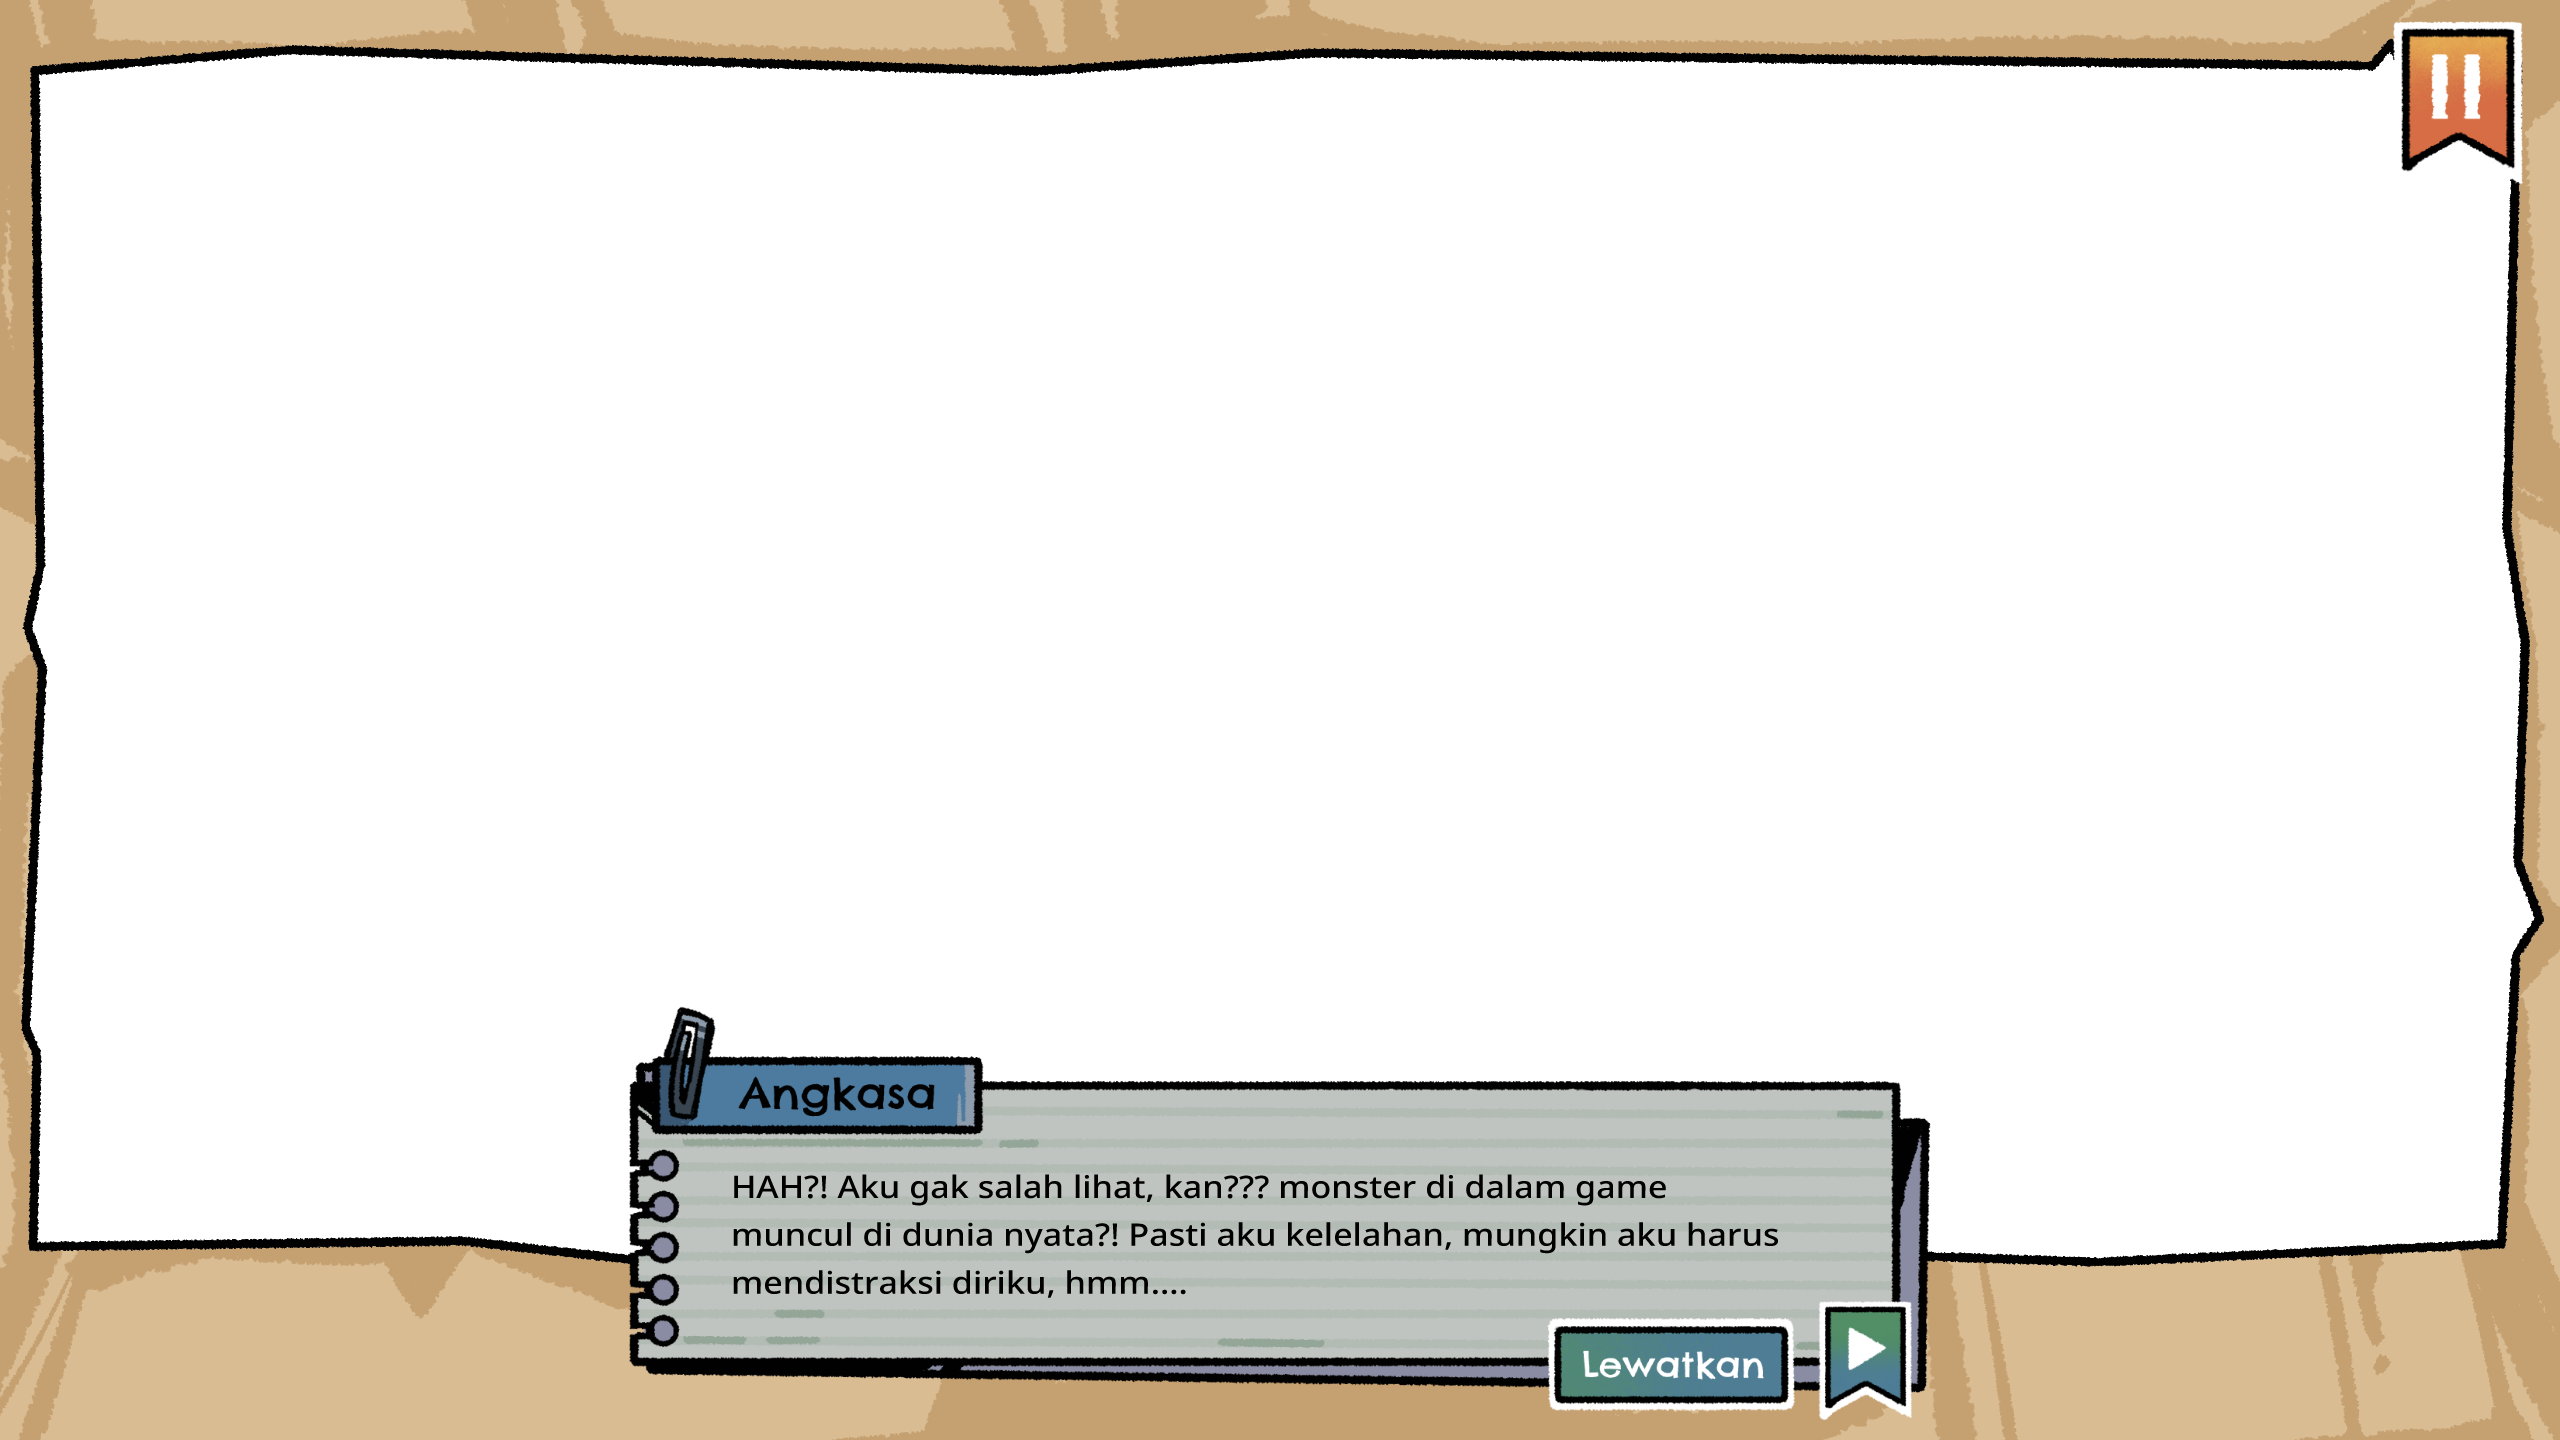 Angkasa
HAH?! Aku gak salah lihat, kan??? monster di dalam game
muncul di dunia nyata?! Pasti aku kelelahan, mungkin aku harus
mendistraksi diriku, hmm....
Lewatkan